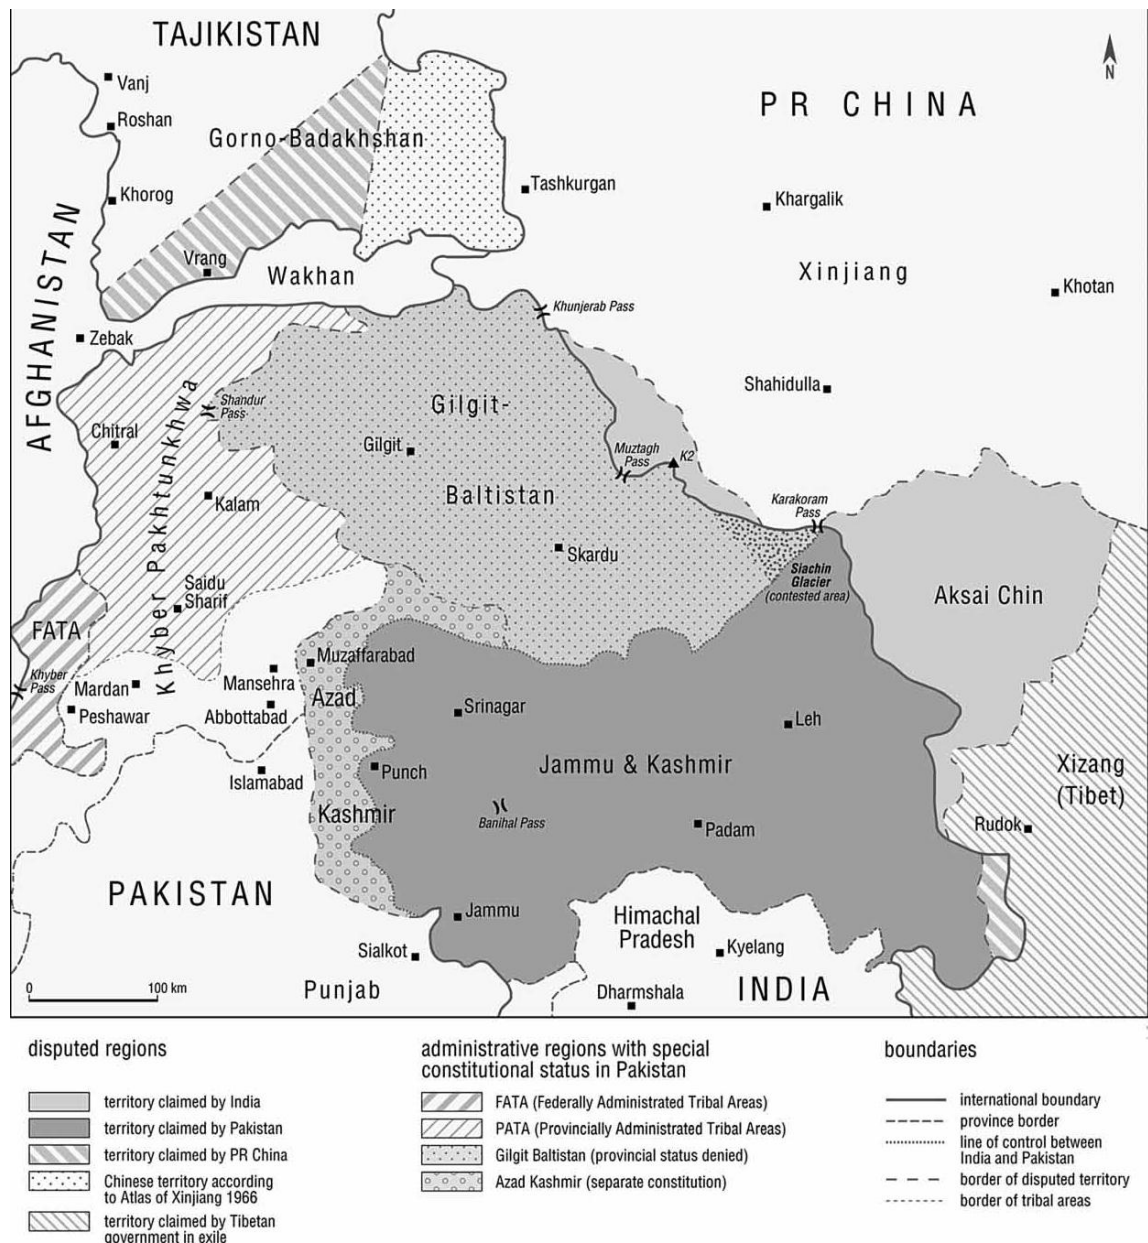 TAJIKISTAN
Vanj
Roshan
Gorno-Badakhshan
PR CHINA
N
Khorog
Tashkurgan
Khargalik
AFGHANISTAN
Vrang
Wakhan
Xinjiang
Khotan
Zebak
Khunjerab Pass
Shahidulla
Shandur
Pass
Gilgit-
Chitral
Gilgit
Muztagh
Pass
K2
Khyber Pakhtunkhwa
Kalam
Baltistan
Karakoram
Pass
Skardu
Siachin
Glacier
(contested area)
Aksai Chin
Saidu
Sharif
FATA
Khyber
Pass
Muzaffarabad
Mansehra
Mardan
Azad
Peshawar
Abbottabad
Srinagar
Leh
Islamabad
Punch
Jammu & Kashmir
Xizang
(Tibet)
Kashmir
Banihal Pass
Padam
Rudok
PAKISTAN
Jammu
Himachal
Pradesh
Sialkot
Kyelang
Punjab
Dharmshala
INDIA
0 100 km
disputed regions
territory claimed by India
territory claimed by Pakistan
territory claimed by PR China
Chinese territory according
to Atlas of Xinjiang 1966
territory claimed by Tibetan
government in exile
administrative regions with special
constitutional status in Pakistan
FATA (Federally Administrated Tribal Areas)
PATA (Provincially Administrated Tribal Areas)
Gilgit Baltistan (provincial status denied)
Azad Kashmir (separate constitution)
boundaries
international boundary
province border
line of control between
India and Pakistan
border of disputed territory
border of tribal areas